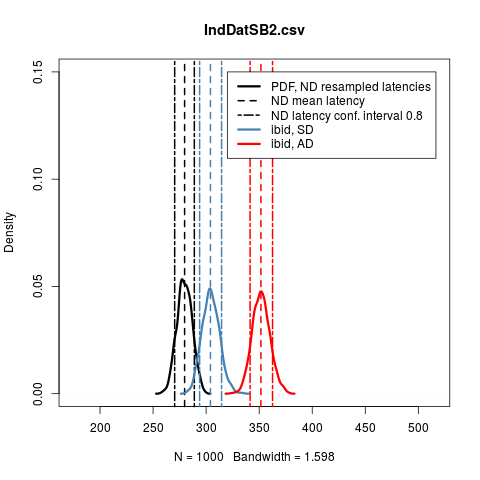 IndDatSB2.csv
PDF, ND resampled latencies
ND mean latency
ND latency conf. interval 0.8
ibid, SD
ibid, AD
Density
0.15
0.10
0.05
0.00
200 250 300 350 400 450 500
N = 1000 Bandwidth = 1.598